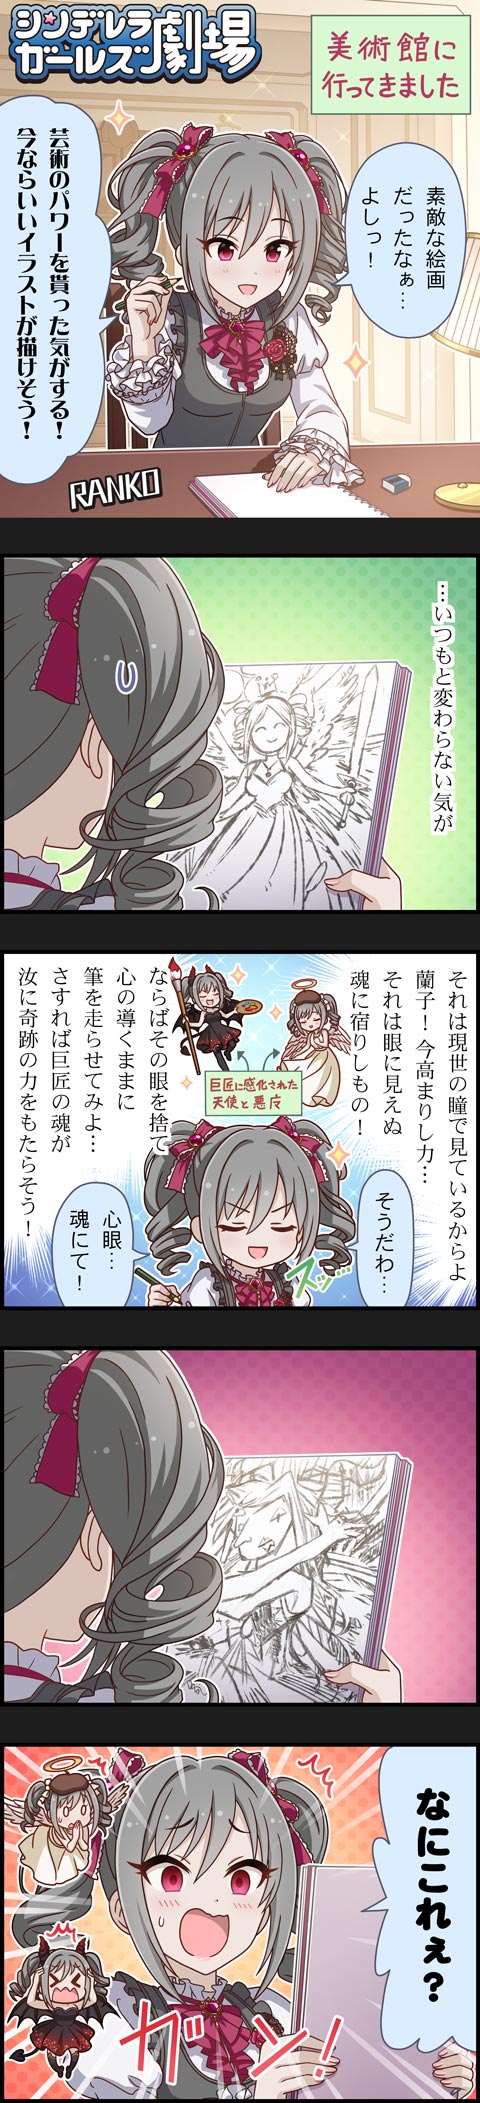 シンデレラ
ガールズ劇場
美術館に
行ってきました
素敵な絵画
だったなぁ…
よしっ！
芸術のパワーを貰った気がする！
今ならいいイラストが描けそう！
RANKO
…いつもと変わらない気が
それは現世の瞳で見ているからよ
蘭子！今高まりし力…
それは眼に見えぬ
魂に宿りしもの！
巨匠に感化された
天使と悪魔
ならばその眼を捨て
心の導くままに
筆を走らせてみよ…
さすれば巨匠の魂が
汝に奇跡の力をもたらそう！
そうだわ…
心眼…
魂にて！
ズズッ
なにこれぇ？
ガーン！